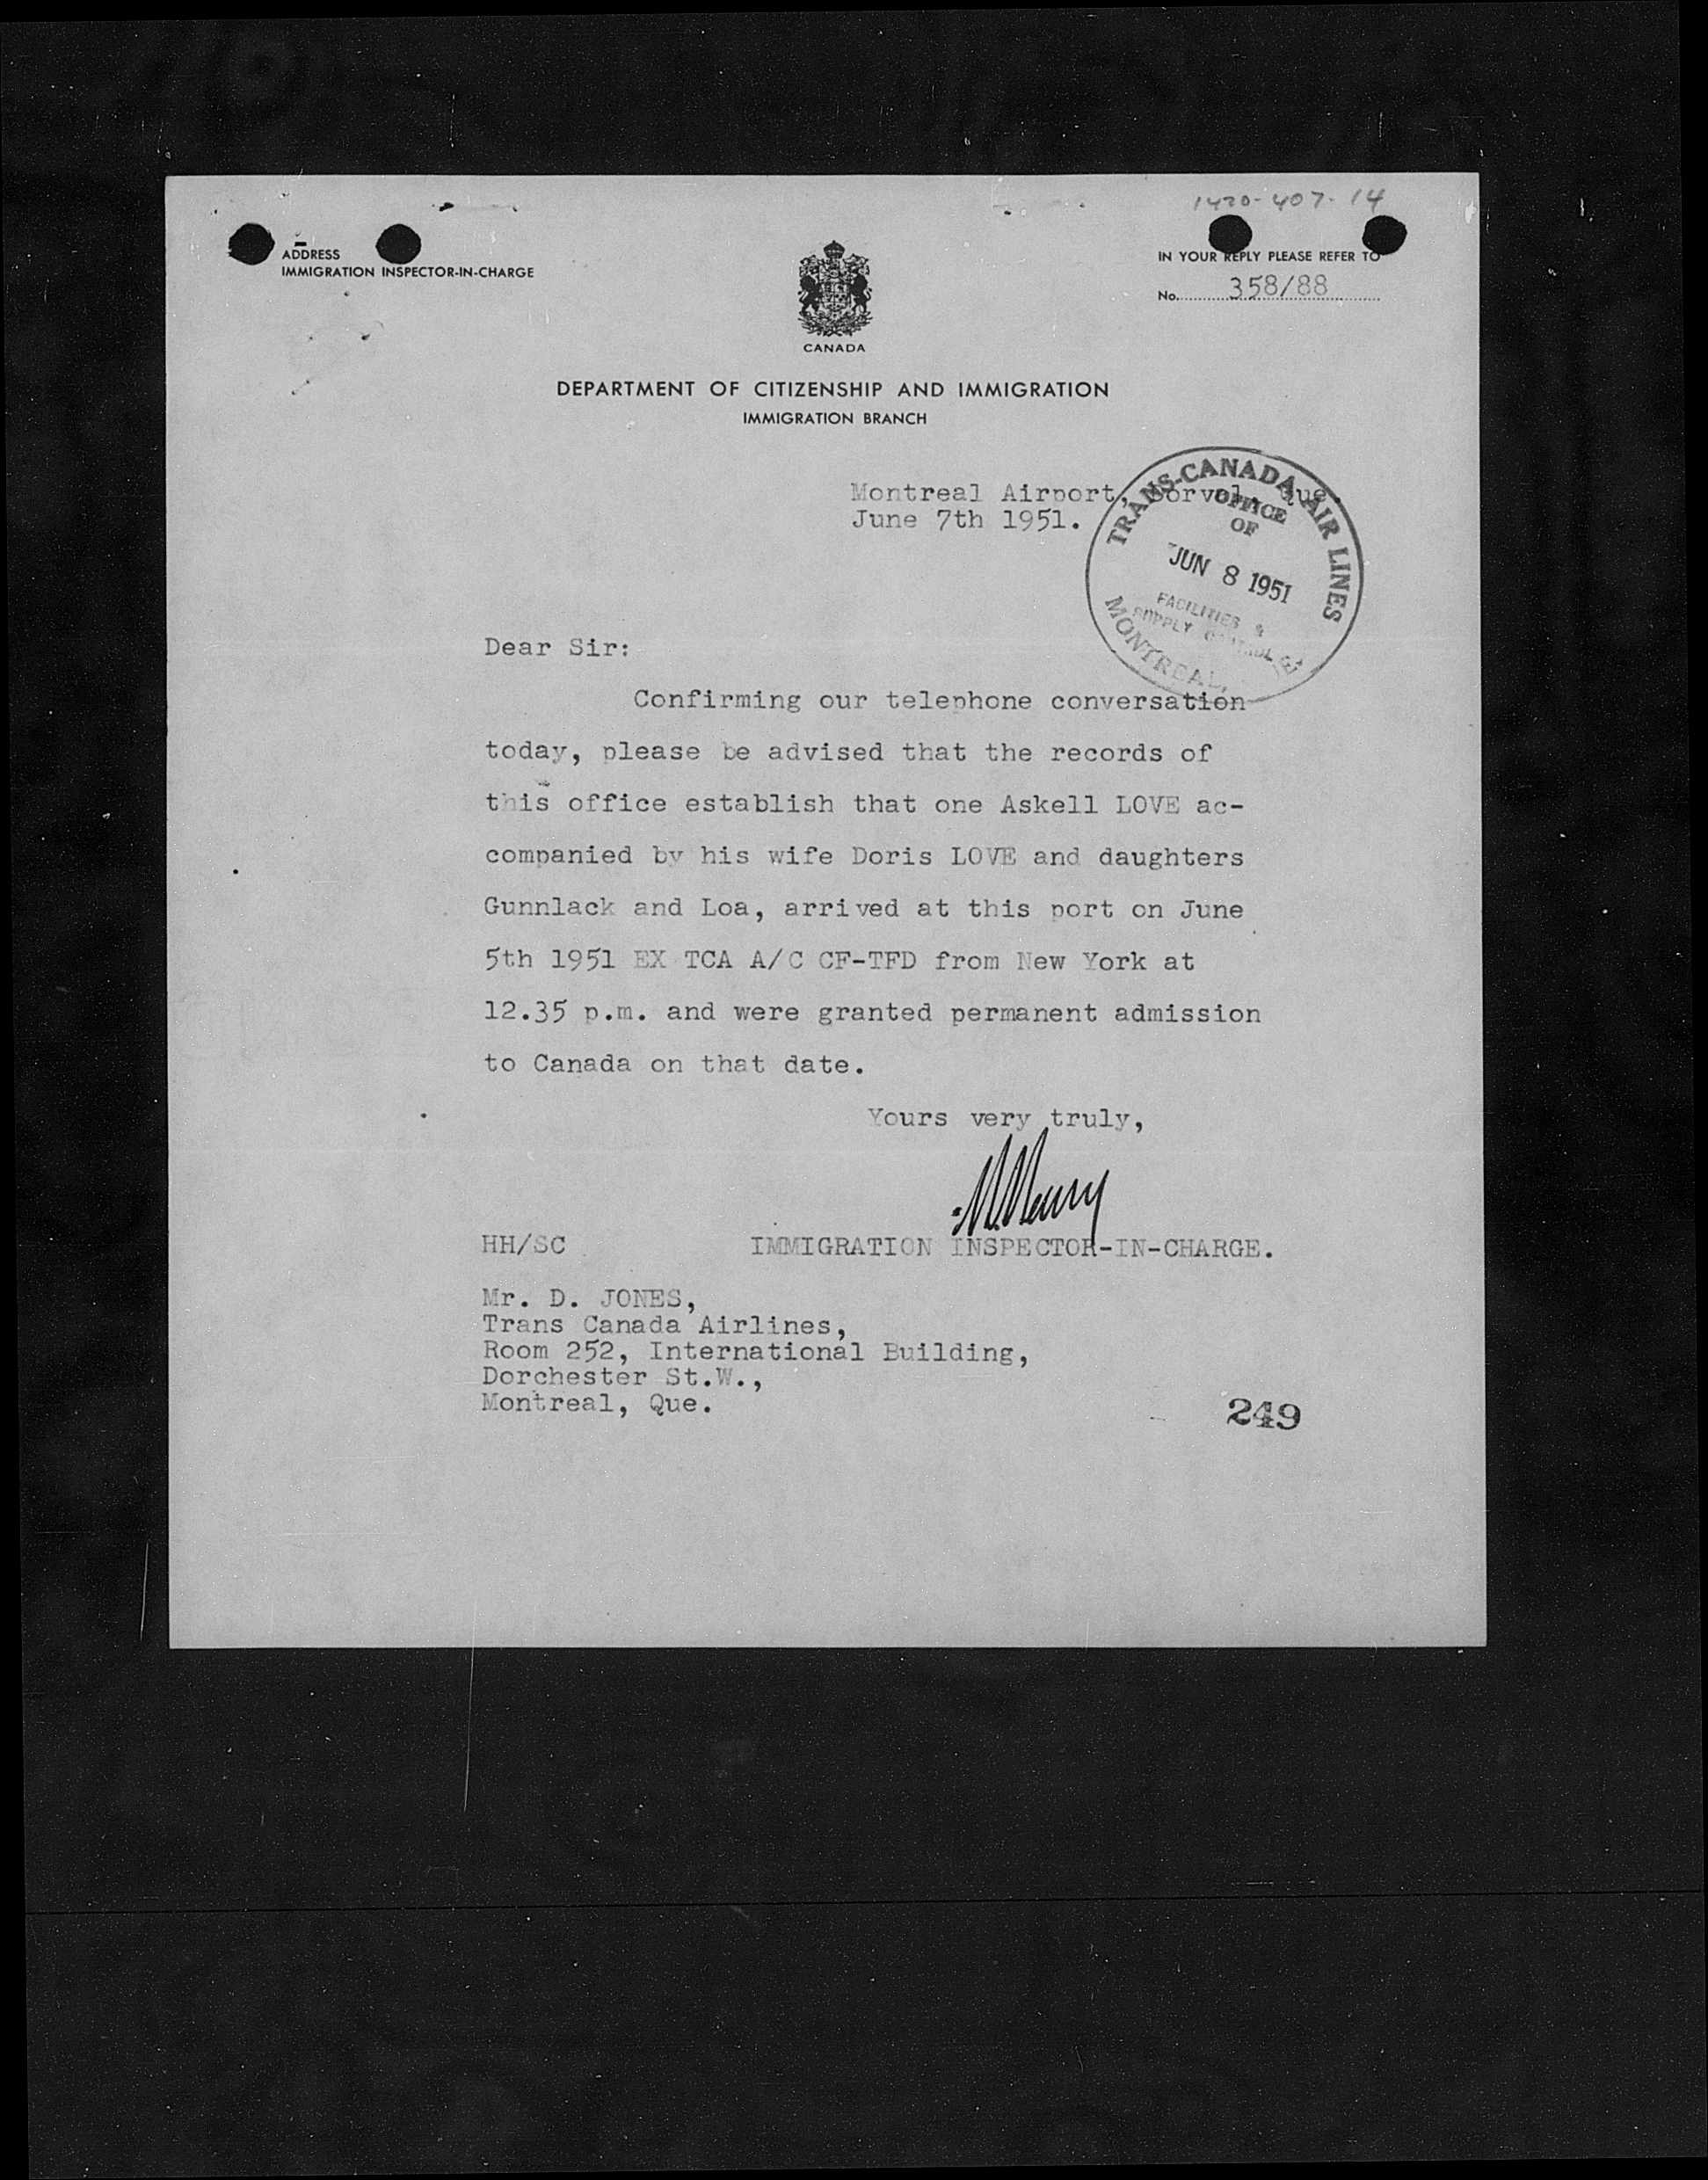 1420-407-14
ADDRESS
IMMIGRATION INSPECTOR-IN-CHARGE
IN YOUR REPLY PLEASE REFER TO
No. 358/88
CANADA
DEPARTMENT OF CITIZENSHIP AND IMMIGRATION
IMMIGRATION BRANCH
Montreal Airport, Dorval, Que.
June 7th 1951.
TRANS-CANADA AIR LINES
OFFICE
OF
JUN 8 1951
FACILITIES &
SUPPLY CONTROL
MONTREAL,
Dear Sir:
Confirming our telephone conversation
today, please be advised that the records of
this office establish that one Askell LOVE ac-
companied by his wife Doris LOVE and daughters
Gunnlack and Loa, arrived at this port on June
5th 1951 EX TCA A/C CF-TFD from New York at
12.35 p.m. and were granted permanent admission
to Canada on that date.
Yours very truly,
HH/SC IMMIGRATION INSPECTOR-IN-CHARGE.
Mr. D. JONES,
Trans Canada Airlines,
Room 252, International Building,
Dorchester St.W.,
Montreal, Que.
249